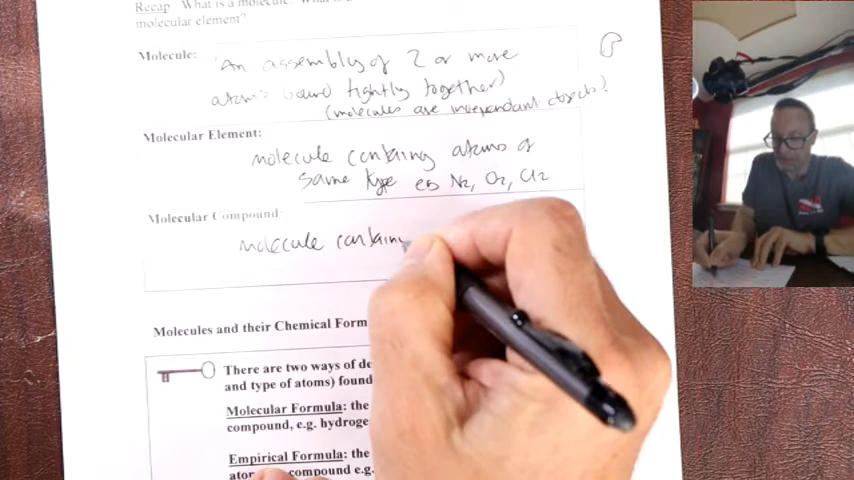 Recap What is a molecule. What is
molecular element?
Molecule: An assembly of 2 or more
atoms bound tightly together)
(molecules are independant objects!
Molecular Element:
molecule containing atoms of
same type eg N2, O2, Cl2
Molecular Compound:
molecule containing
Molecules and their Chemical Form
There are two ways of de
and type of atoms) found
Molecular Formula: the
compound, e.g. hydroge
Empirical Formula: the
compound e.g.